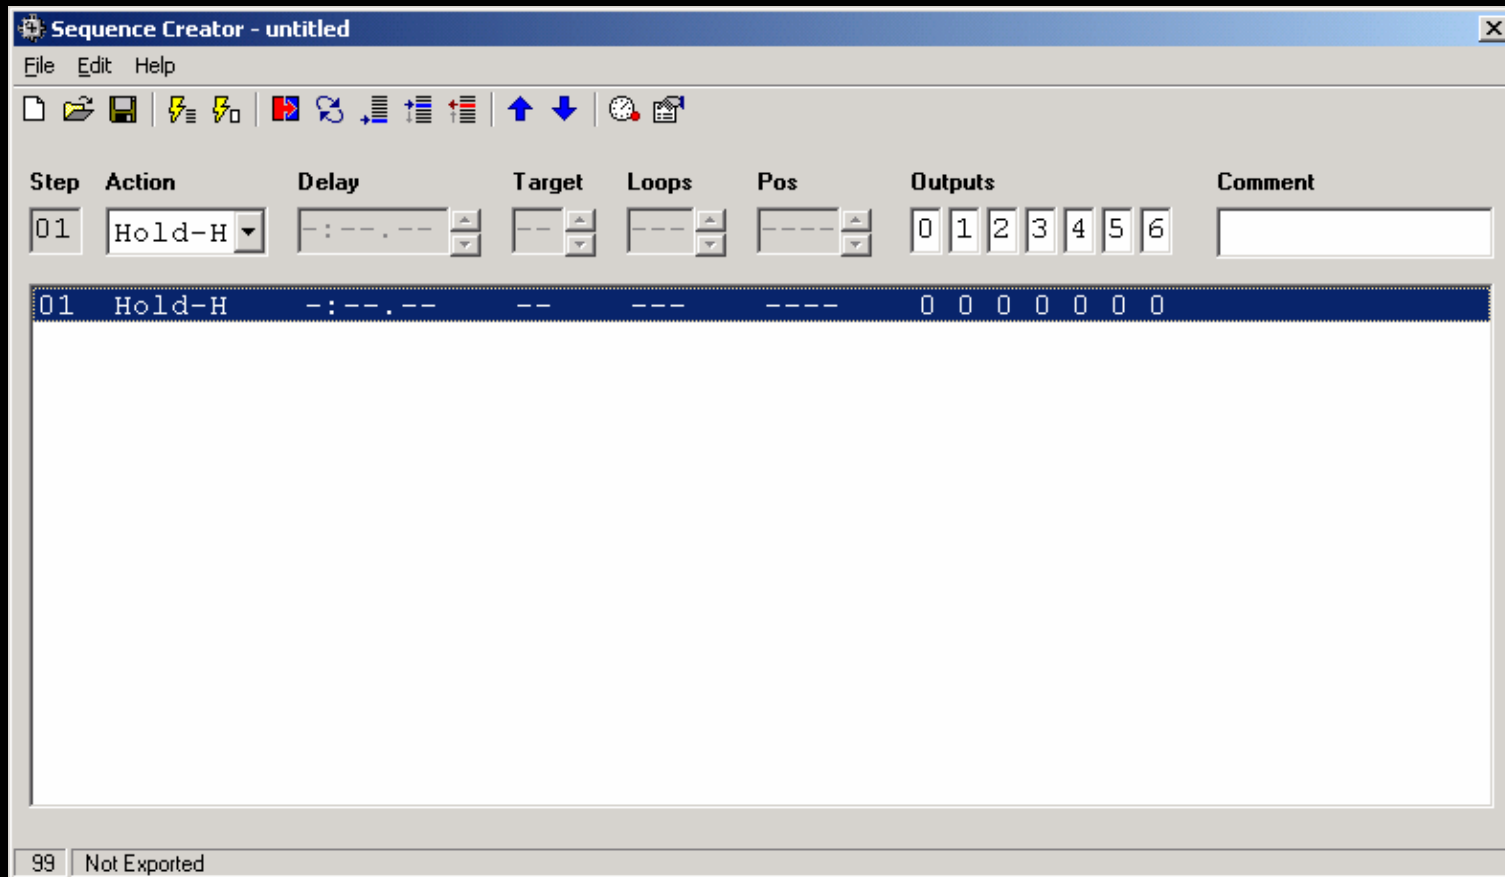 Sequence Creator - untitled
File Edit Help
Step Action Delay Target Loops Pos Outputs Comment
01 Hold-H -:--.-- -- --- ---- 0 1 2 3 4 5 6
01 Hold-H -:--.-- -- --- ---- 0 0 0 0 0 0 0
99 Not Exported